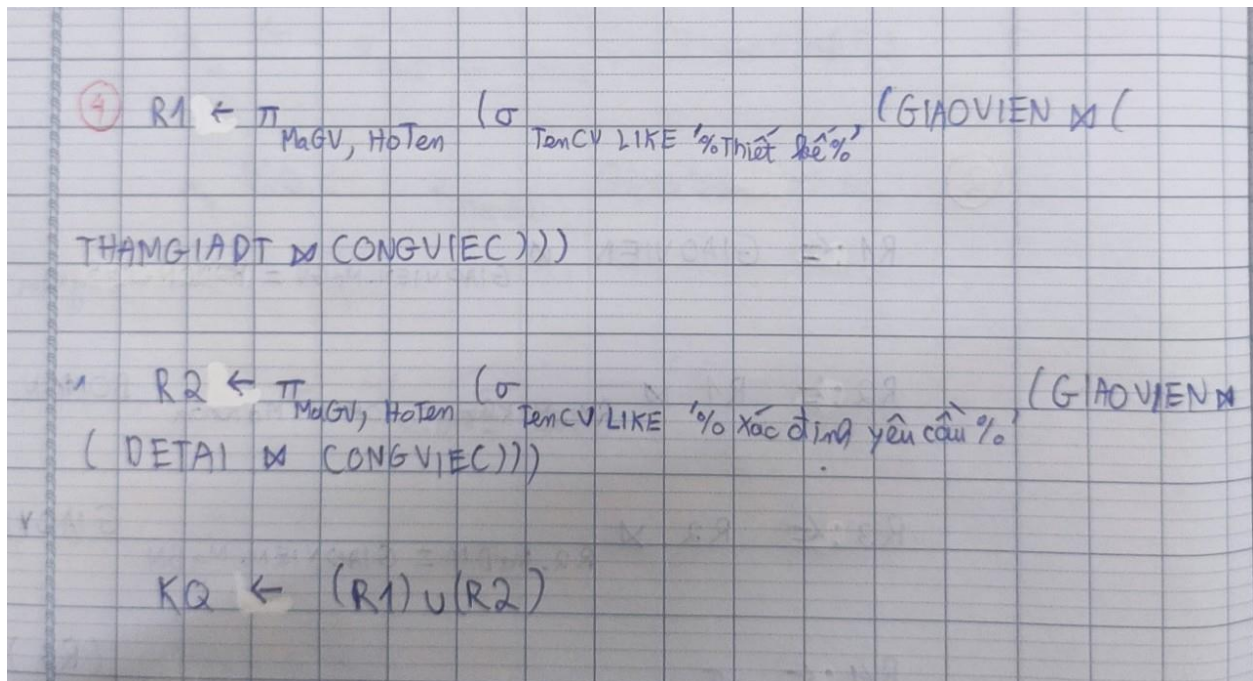 4 R1 ← π MaGV, HoTen (σ TenCV LIKE '%Thiết kế%' (GIAOVIEN ⋈ (
THAMGIADT ⋈ CONGVIEC)))
R2 ← π MaGV, HoTen (σ TenCV LIKE '% Xác định yêu cầu %' (GIAOVIEN ⋈
( DETAI ⋈ CONGVIEC)))
KQ ← (R1) ∪ (R2)